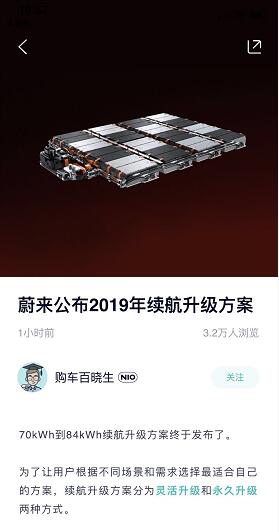 蔚来公布2019年续航升级方案
1小时前 3.2万人浏览
购车百晓生 NIO 关注
70kWh到84kWh续航升级方案终于发布了。
为了让用户根据不同场景和需求选择最适合自己
的方案，续航升级方案分为灵活升级和永久升级
两种方式。